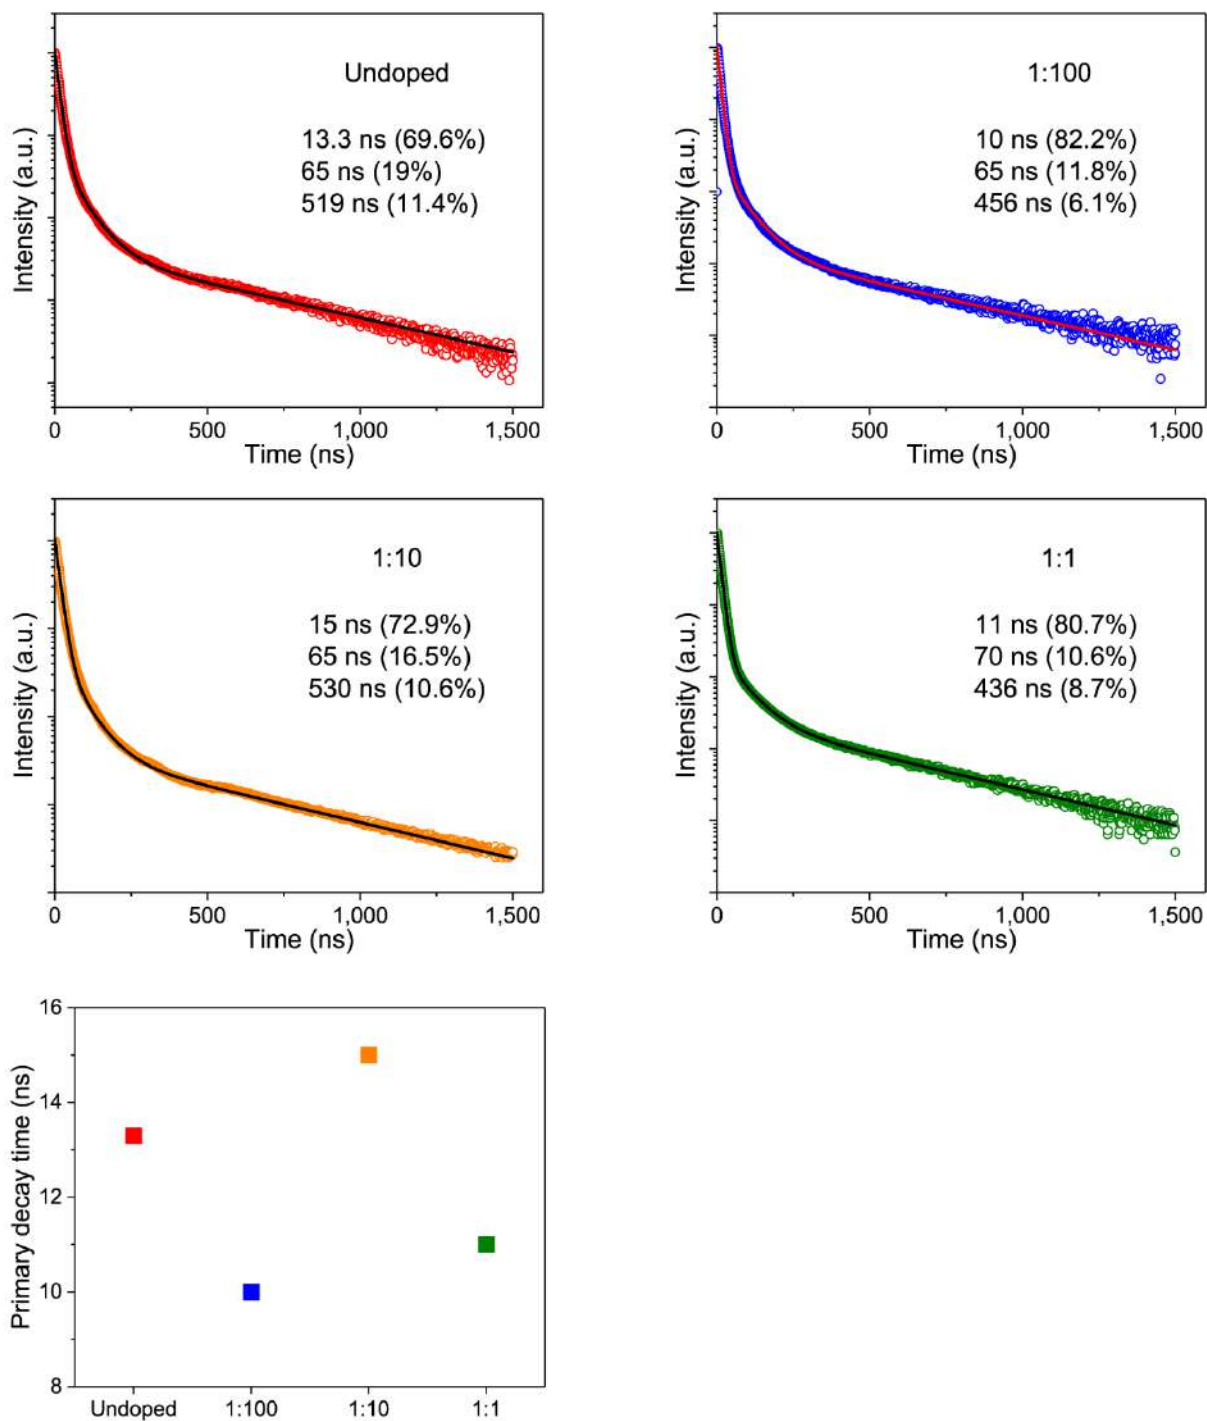 Undoped
13.3 ns (69.6%)
65 ns (19%)
519 ns (11.4%)
Intensity (a.u.)
0 500 1,000 1,500
Time (ns)
1:100
10 ns (82.2%)
65 ns (11.8%)
456 ns (6.1%)
Intensity (a.u.)
0 500 1,000 1,500
Time (ns)
1:10
15 ns (72.9%)
65 ns (16.5%)
530 ns (10.6%)
Intensity (a.u.)
0 500 1,000 1,500
Time (ns)
1:1
11 ns (80.7%)
70 ns (10.6%)
436 ns (8.7%)
Intensity (a.u.)
0 500 1,000 1,500
Time (ns)
Primary decay time (ns)
16
14
12
10
8
Undoped 1:100 1:10 1:1